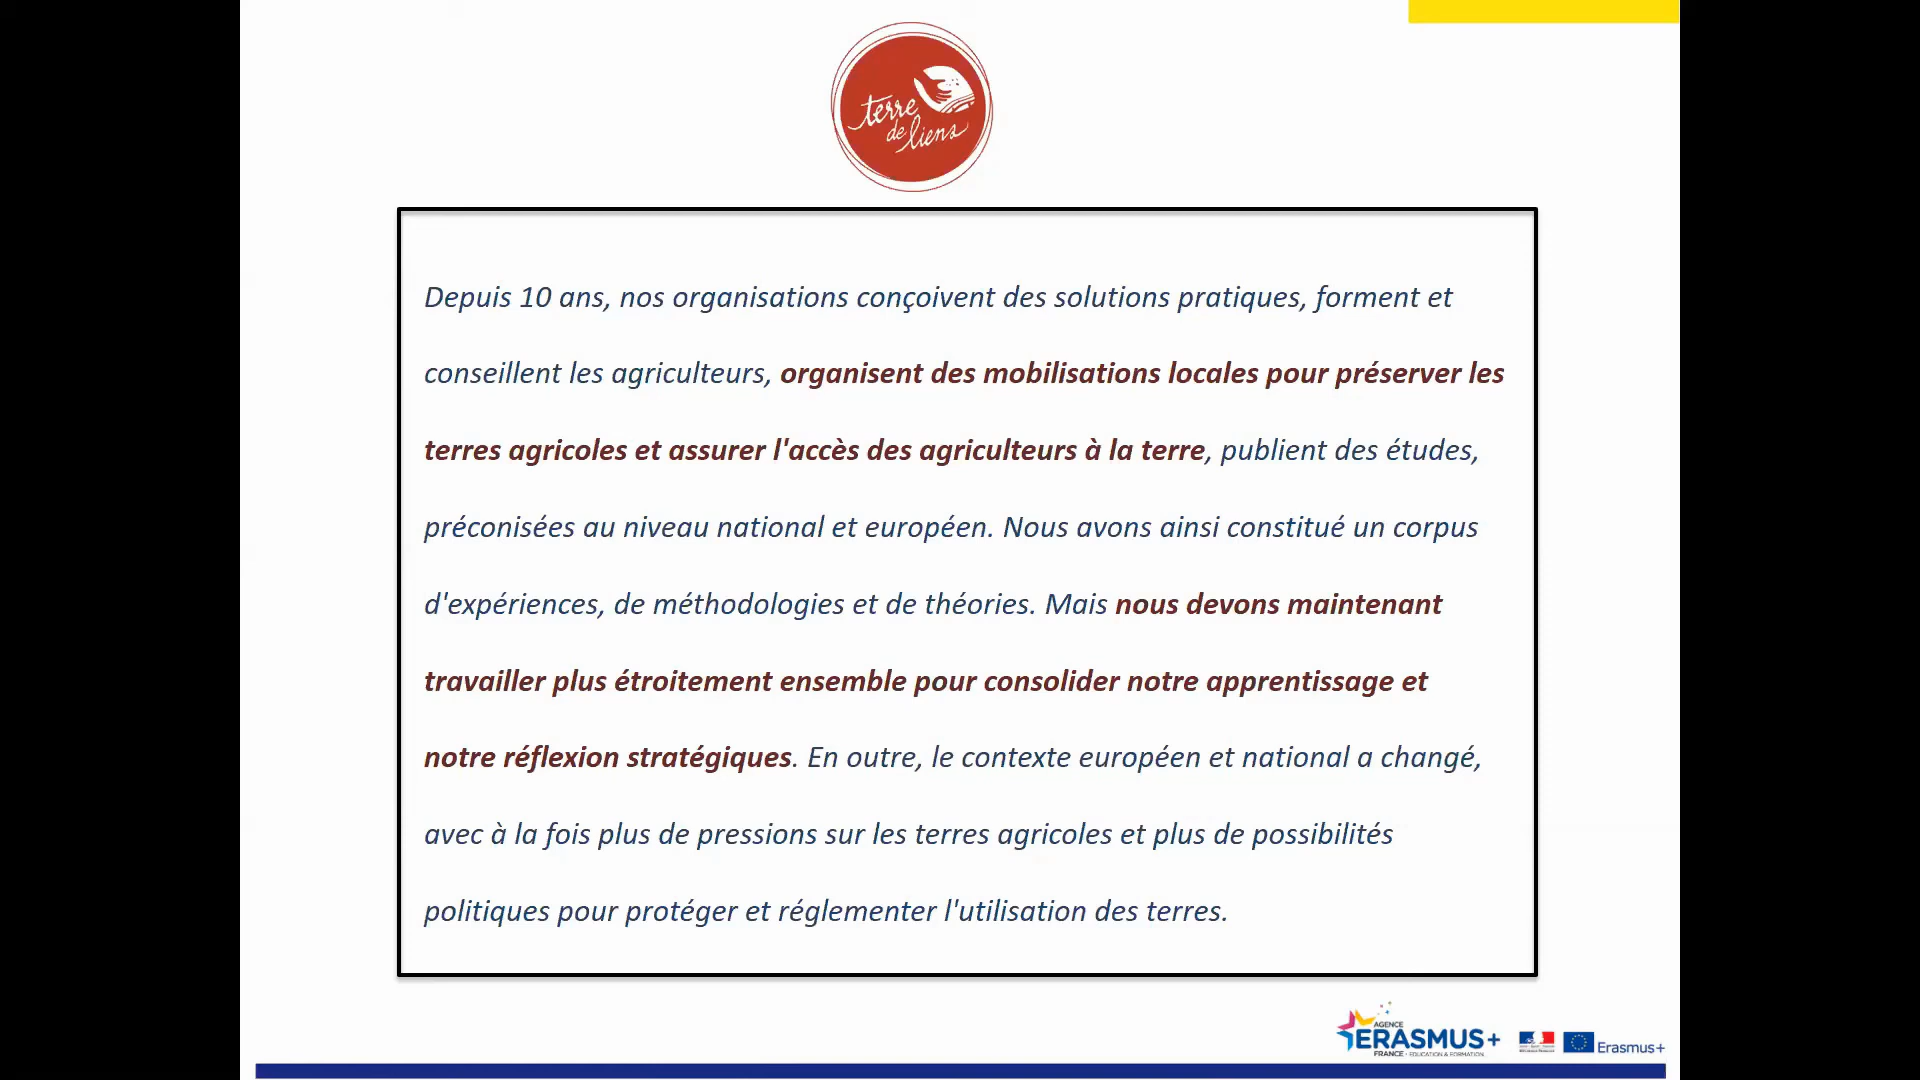 terre
de liens
Depuis 10 ans, nos organisations conçoivent des solutions pratiques, forment et
conseillent les agriculteurs, organisent des mobilisations locales pour préserver les
terres agricoles et assurer l'accès des agriculteurs à la terre, publient des études,
préconisées au niveau national et européen. Nous avons ainsi constitué un corpus
d'expériences, de méthodologies et de théories. Mais nous devons maintenant
travailler plus étroitement ensemble pour consolider notre apprentissage et
notre réflexion stratégiques. En outre, le contexte européen et national a changé,
avec à la fois plus de pressions sur les terres agricoles et plus de possibilités
politiques pour protéger et réglementer l'utilisation des terres.
AGENCE
ERASMUS+
FRANCE · EDUCATION & FORMATION
Erasmus+